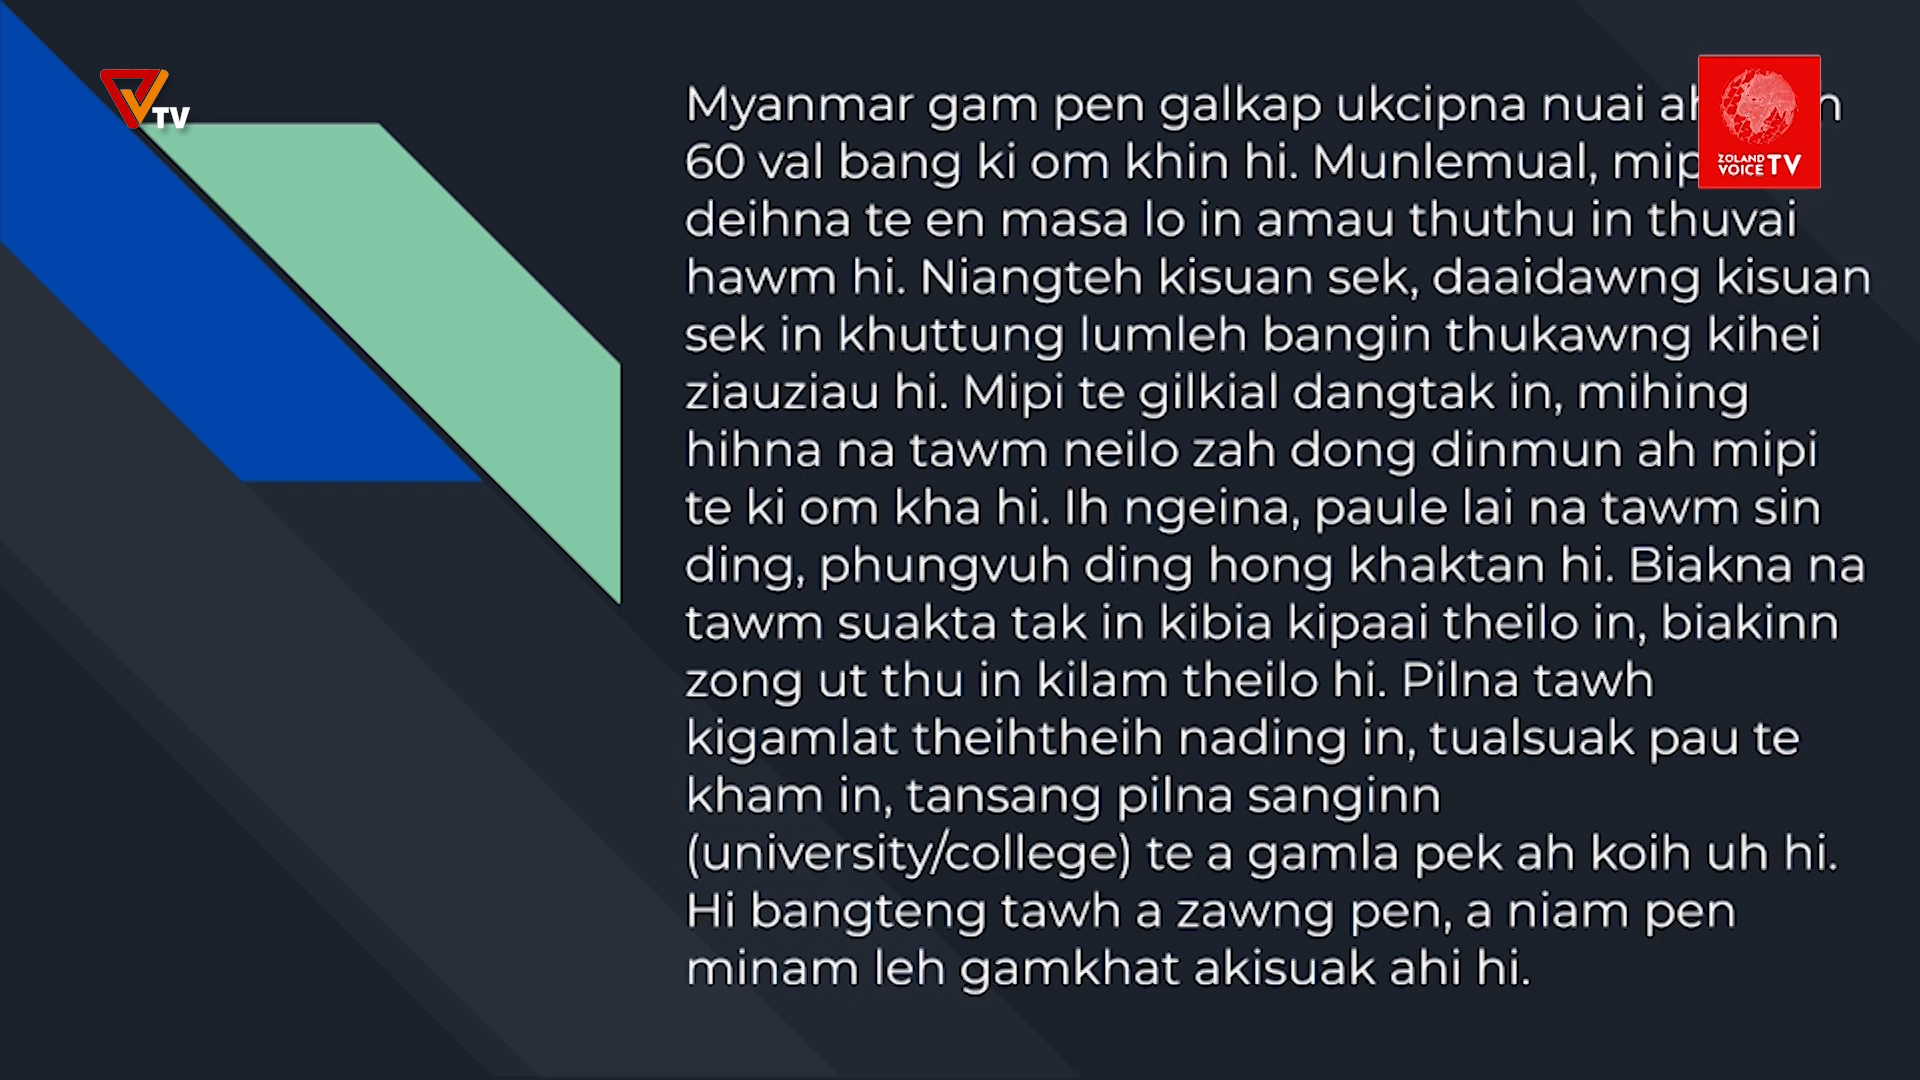 TV
ZOLAND
VOICE TV
Myanmar gam pen galkap ukcipna nuai
60 val bang ki om khin hi. Munlemual,
deihna te en masa lo in amau thuthu in thuvai
hawm hi. Niangteh kisuan sek, daaidawng kisuan
sek in khuttung lumleh bangin thukawng kihei
ziauziau hi. Mipi te gilkial dangtak in, mihing
hihna na tawm neilo zah dong dinmun ah mipi
te ki om kha hi. Ih ngeina, paule lai na tawm sin
ding, phungvuh ding hong khaktan hi. Biakna na
tawm suakta tak in kibia kipaai theilo in, biakinn
zong ut thu in kilam theilo hi. Pilna tawh
kigamlat theihtheih nading in, tualsuak pau te
kham in, tansang pilna sanginn
(university/college) te a gamla pek ah koih uh hi.
Hi bangteng tawh a zawng pen, a niam pen
minam leh gamkhat akisuak ahi hi.